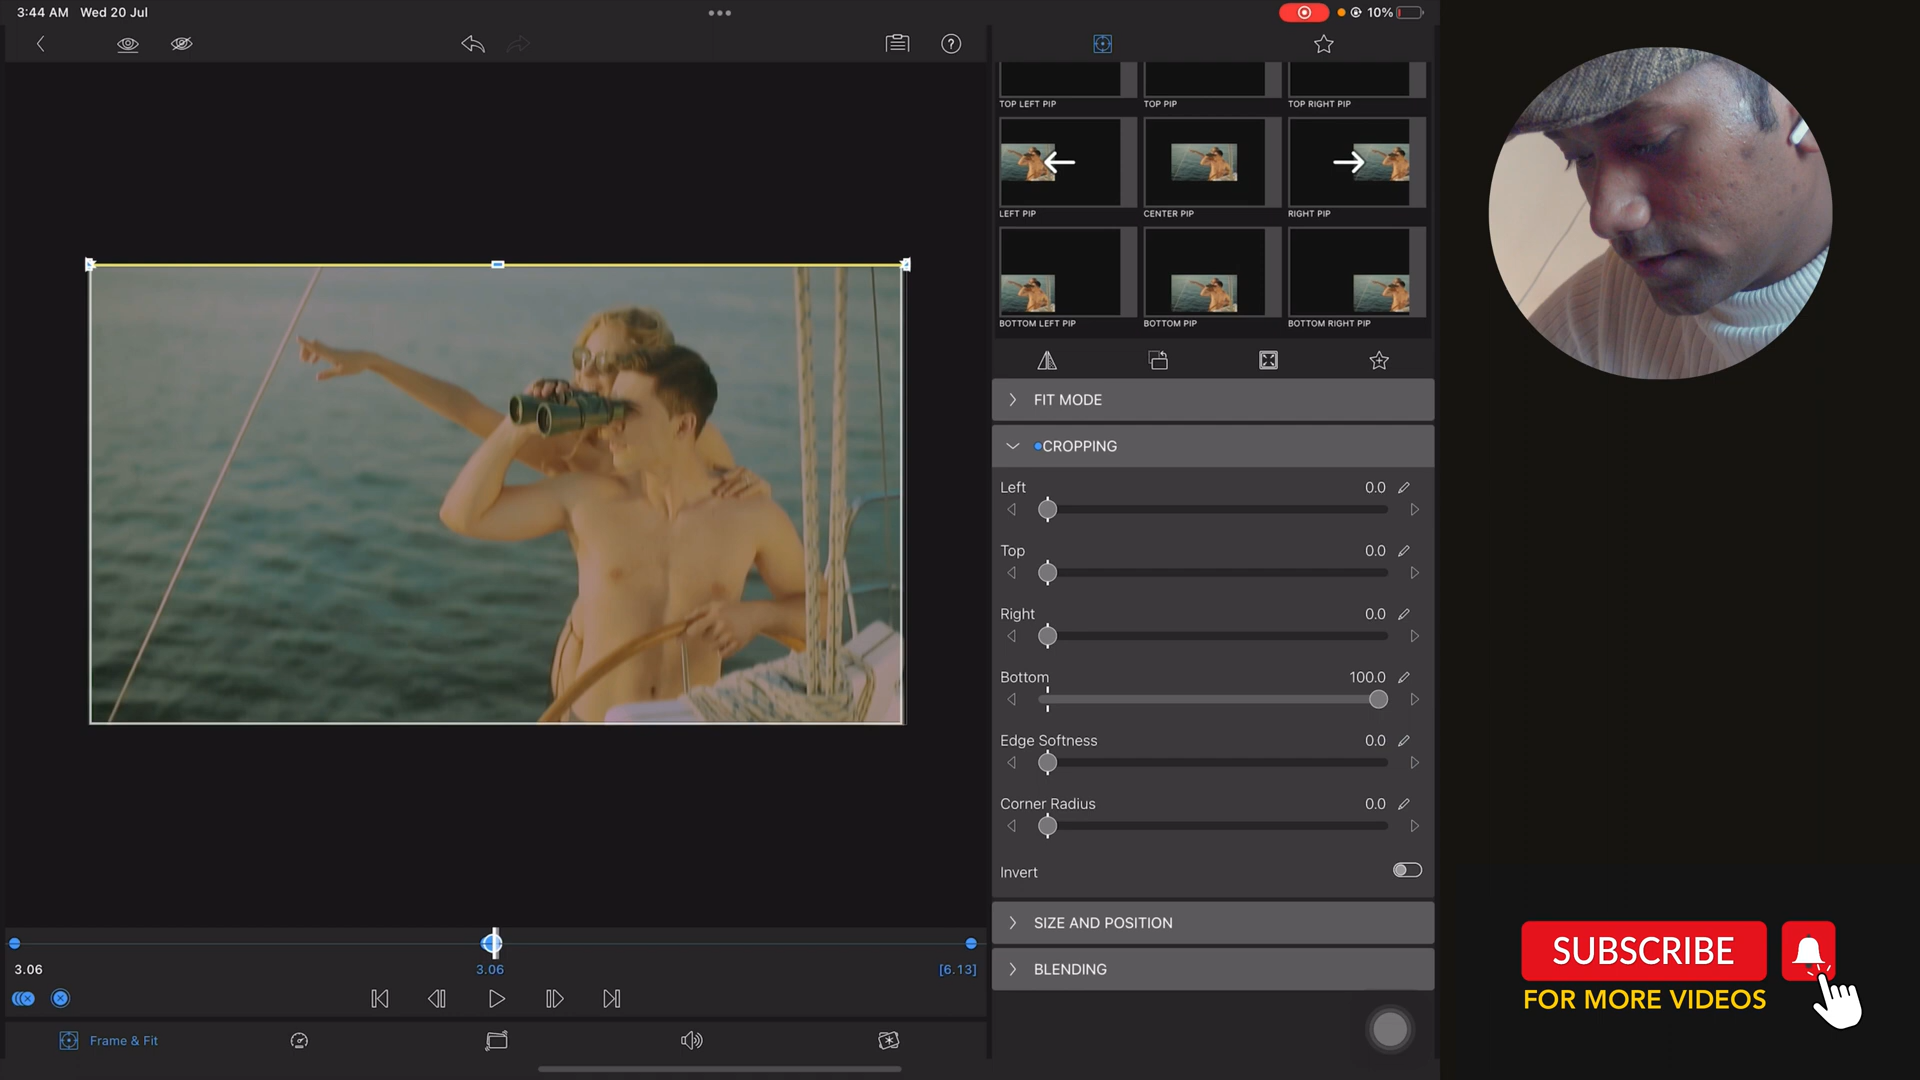 3:44 AM Wed 20 Jul
10%
TOP LEFT PIP
TOP PIP
TOP RIGHT PIP
LEFT PIP
CENTER PIP
RIGHT PIP
BOTTOM LEFT PIP
BOTTOM PIP
BOTTOM RIGHT PIP
FIT MODE
CROPPING
Left 0.0
Top 0.0
Right 0.0
Bottom 100.0
Edge Softness 0.0
Corner Radius 0.0
Invert
SIZE AND POSITION
BLENDING
3.06
3.06
[6.13]
Frame & Fit
SUBSCRIBE
FOR MORE VIDEOS